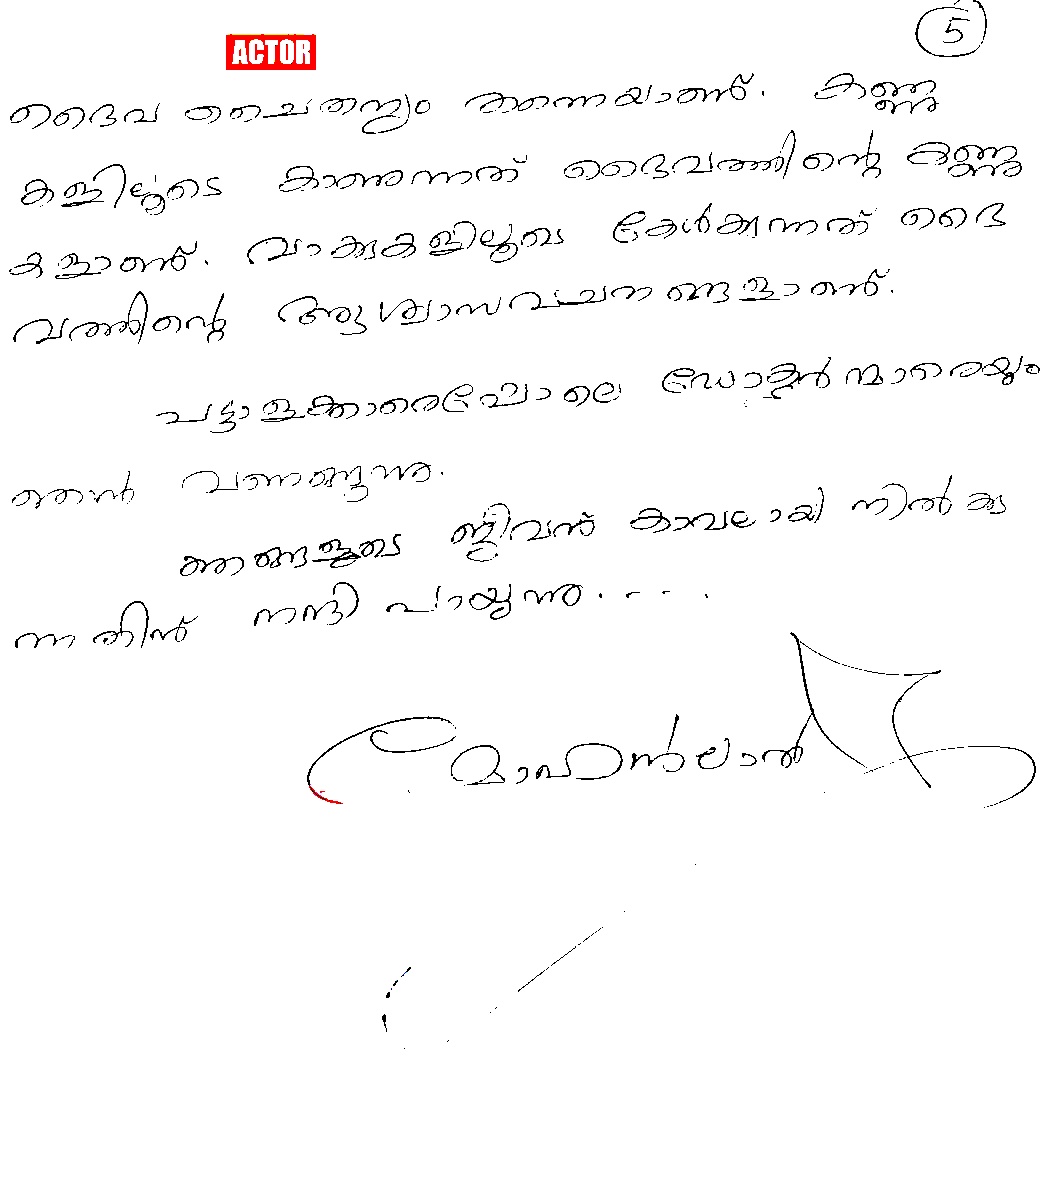 5
ACTOR
ദൈവ ചൈതന്യം തന്നെയാണ്. കണ്ണു
കളിലൂടെ കാണുന്നത് ദൈവത്തിന്റെ കണ്ണു
കളാണ്. വാക്കുകളിലൂടെ കേൾക്കുന്നത് ദൈ
വത്തിന്റെ ആശ്വാസവചനങ്ങളാണ്.
പട്ടാളക്കാരെപ്പോലെ ഡോക്ടർമാരെയും
ഞാൻ വണങ്ങുന്നു.
ഞങ്ങളുടെ ജീവന് കാവലായി നിൽക്കു
ന്നതിന് നന്ദി പറയുന്നു.....
മോഹൻലാൽ